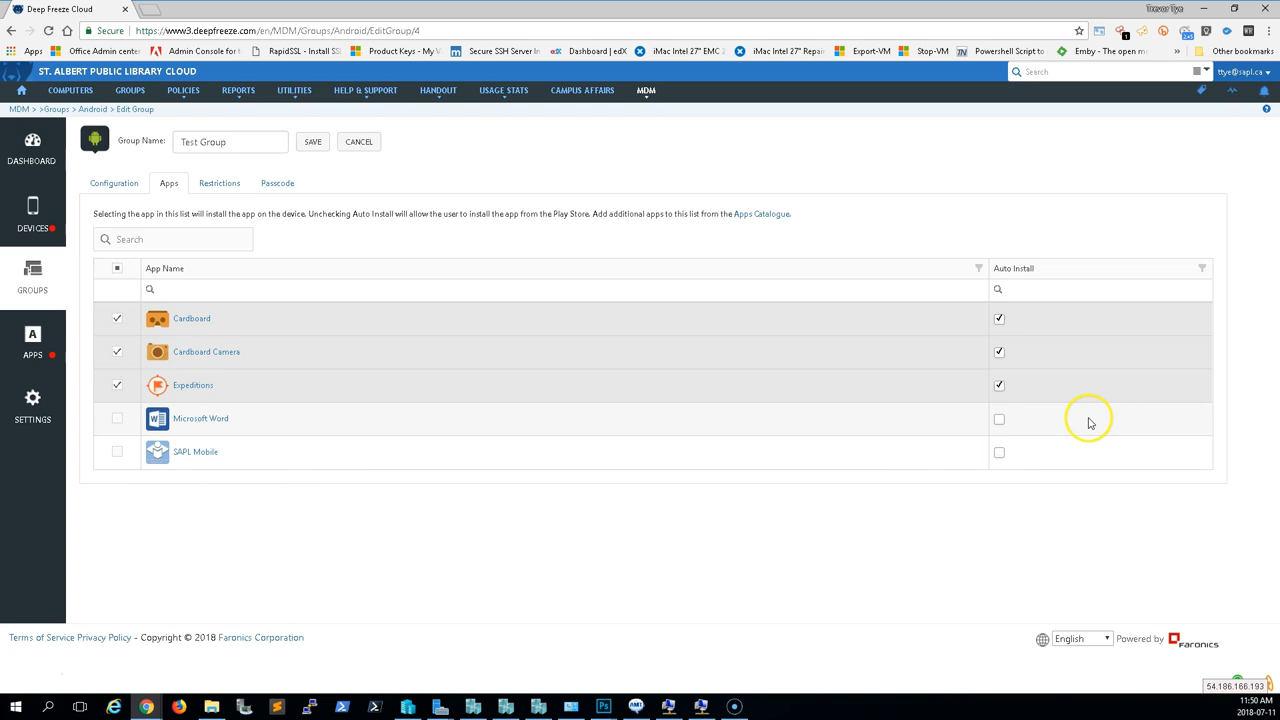 Deep Freeze Cloud
Trevor Tye
Secure https://www3.deepfreeze.com/en/MDM/Groups/Android/EditGroup/4
Apps Office Admin center Admin Console for t RapidSSL - Install SS Product Keys - My V Secure SSH Server In Dashboard | edX iMac Intel 27" EMC 2 iMac Intel 27" Repai Export-VM Stop-VM Powershell Script to Emby - The open m » Other bookmarks
ST. ALBERT PUBLIC LIBRARY CLOUD
Search
ttye@sapl.ca
COMPUTERS GROUPS POLICIES REPORTS UTILITIES HELP & SUPPORT HANDOUT USAGE STATS CAMPUS AFFAIRS MDM
MDM > >Groups > Android > Edit Group
DASHBOARD
DEVICES
GROUPS
APPS
SETTINGS
Group Name: Test Group SAVE CANCEL
Configuration Apps Restrictions Passcode
Selecting the app in this list will install the app on the device. Unchecking Auto Install will allow the user to install the app from the Play Store. Add additional apps to this list from the Apps Catalogue.
Search
App Name Auto Install
Cardboard
Cardboard Camera
Expeditions
Microsoft Word
SAPL Mobile
Terms of Service Privacy Policy - Copyright © 2018 Faronics Corporation
English Powered by Faronics
54.186.166.193
11:50 AM
2018-07-11